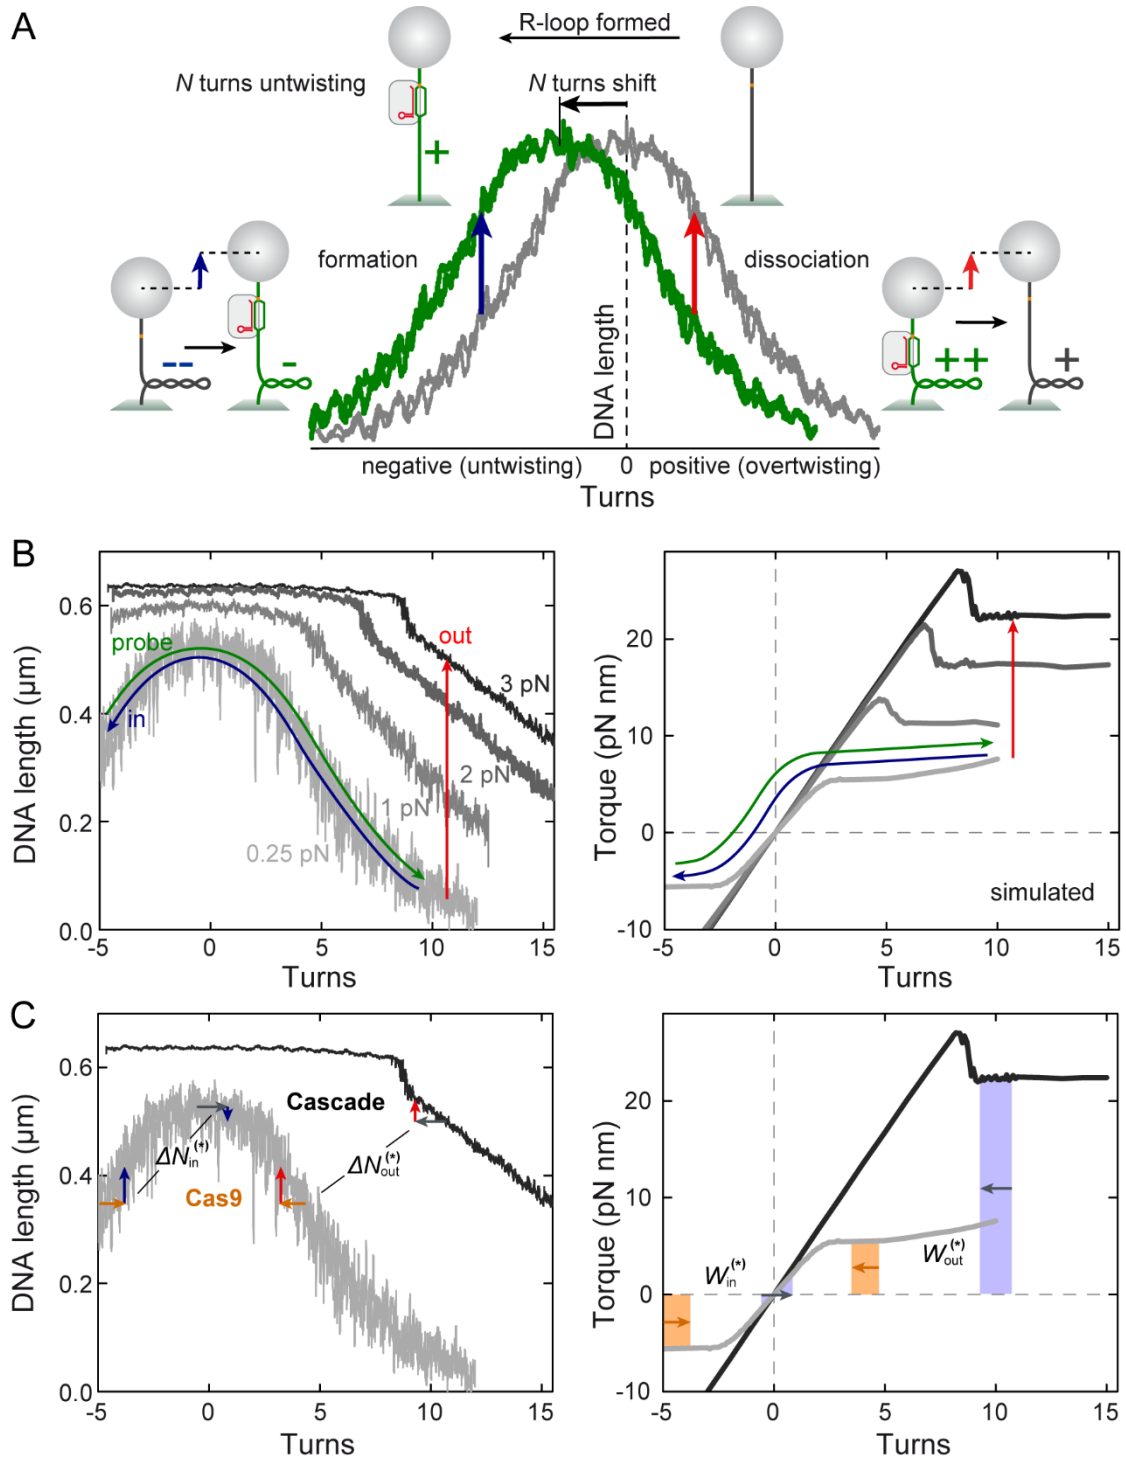 A
R-loop formed
N turns untwisting
N turns shift
+
formation
dissociation
--
-
++
+
DNA length
negative (untwisting)
0
positive (overtwisting)
Turns
B
DNA length (µm)
0.6
0.4
0.2
0.0
probe
in
out
3 pN
2 pN
1 pN
0.25 pN
-5
0
5
10
15
Turns
Torque (pN nm)
20
10
0
-10
simulated
-5
0
5
10
15
Turns
C
DNA length (µm)
0.6
0.4
0.2
0.0
Cascade
ΔN(*)in
ΔN(*)out
Cas9
-5
0
5
10
15
Turns
Torque (pN nm)
20
10
0
-10
W(*)in
W(*)out
-5
0
5
10
15
Turns